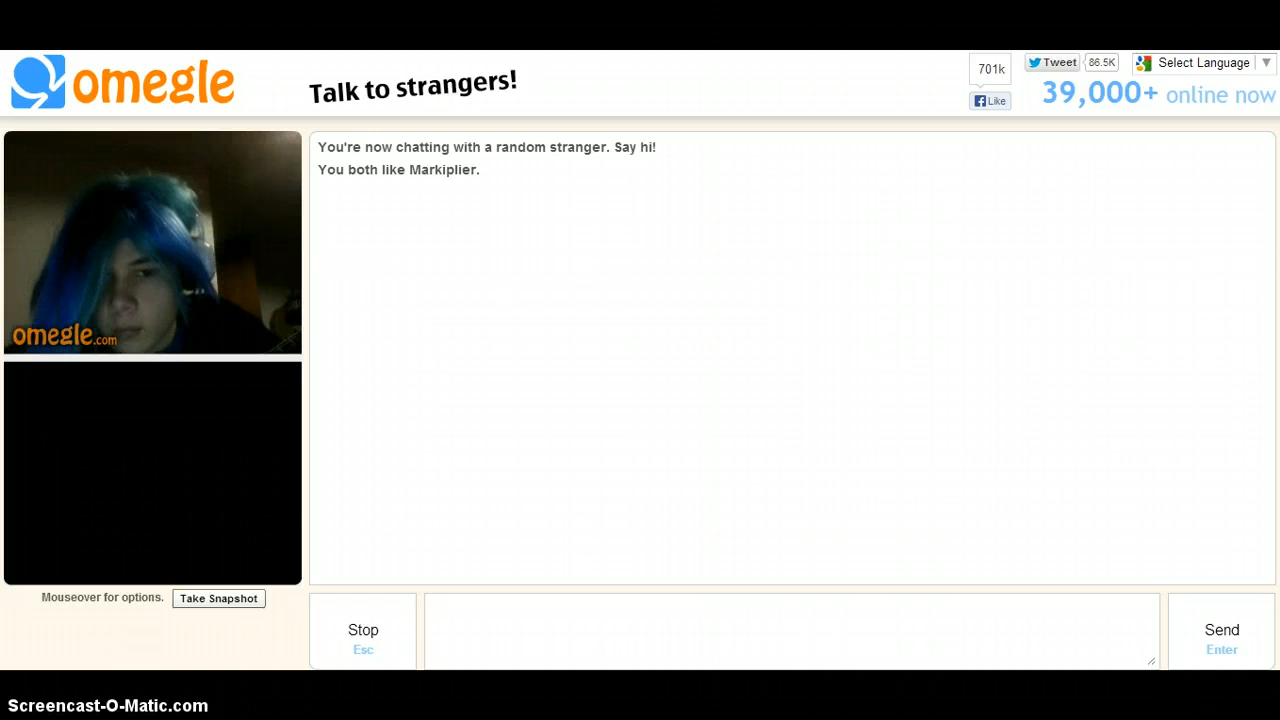 omegle
Talk to strangers!
701k
Like
Tweet
86.5K
Select Language
39,000+ online now
omegle.com
You're now chatting with a random stranger. Say hi!
You both like Markiplier.
Mouseover for options.
Take Snapshot
Stop
Esc
Send
Enter
Screencast-O-Matic.com